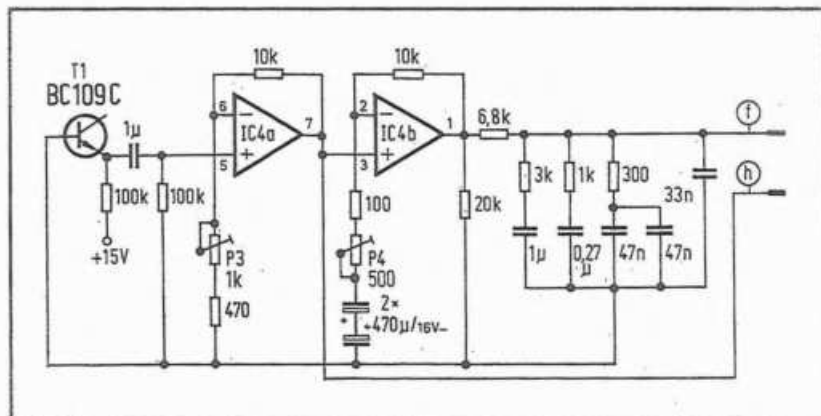 T1
BC109C
1µ
100k
+15V
100k
10k
6
5
7
IC4a
P3
1k
470
10k
2
3
1
IC4b
100
P4
500
2×
+470µ/16V–
+
6,8k
20k
3k
1µ
1k
0,27
µ
300
47n
47n
33n
f
h